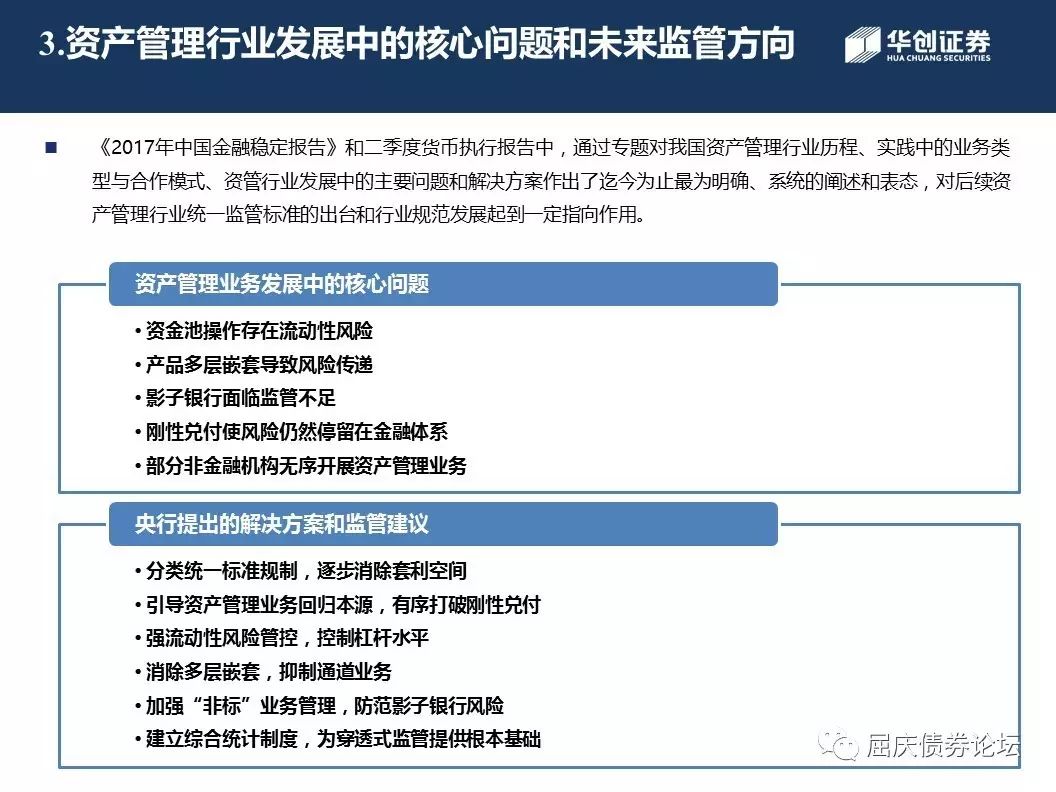 3.资产管理行业发展中的核心问题和未来监管方向
华创证券
HUA CHUANG SECURITIES
《2017年中国金融稳定报告》和二季度货币执行报告中，通过专题对我国资产管理行业历程、实践中的业务类
型与合作模式、资管行业发展中的主要问题和解决方案作出了迄今为止最为明确、系统的阐述和表态，对后续资
产管理行业统一监管标准的出台和行业规范发展起到一定指向作用。
资产管理业务发展中的核心问题
•资金池操作存在流动性风险
•产品多层嵌套导致风险传递
•影子银行面临监管不足
•刚性兑付使风险仍然停留在金融体系
•部分非金融机构无序开展资产管理业务
央行提出的解决方案和监管建议
•分类统一标准规制，逐步消除套利空间
•引导资产管理业务回归本源，有序打破刚性兑付
•强流动性风险管控，控制杠杆水平
•消除多层嵌套，抑制通道业务
•加强“非标”业务管理，防范影子银行风险
•建立综合统计制度，为穿透式监管提供根本基础
屈庆债券论坛